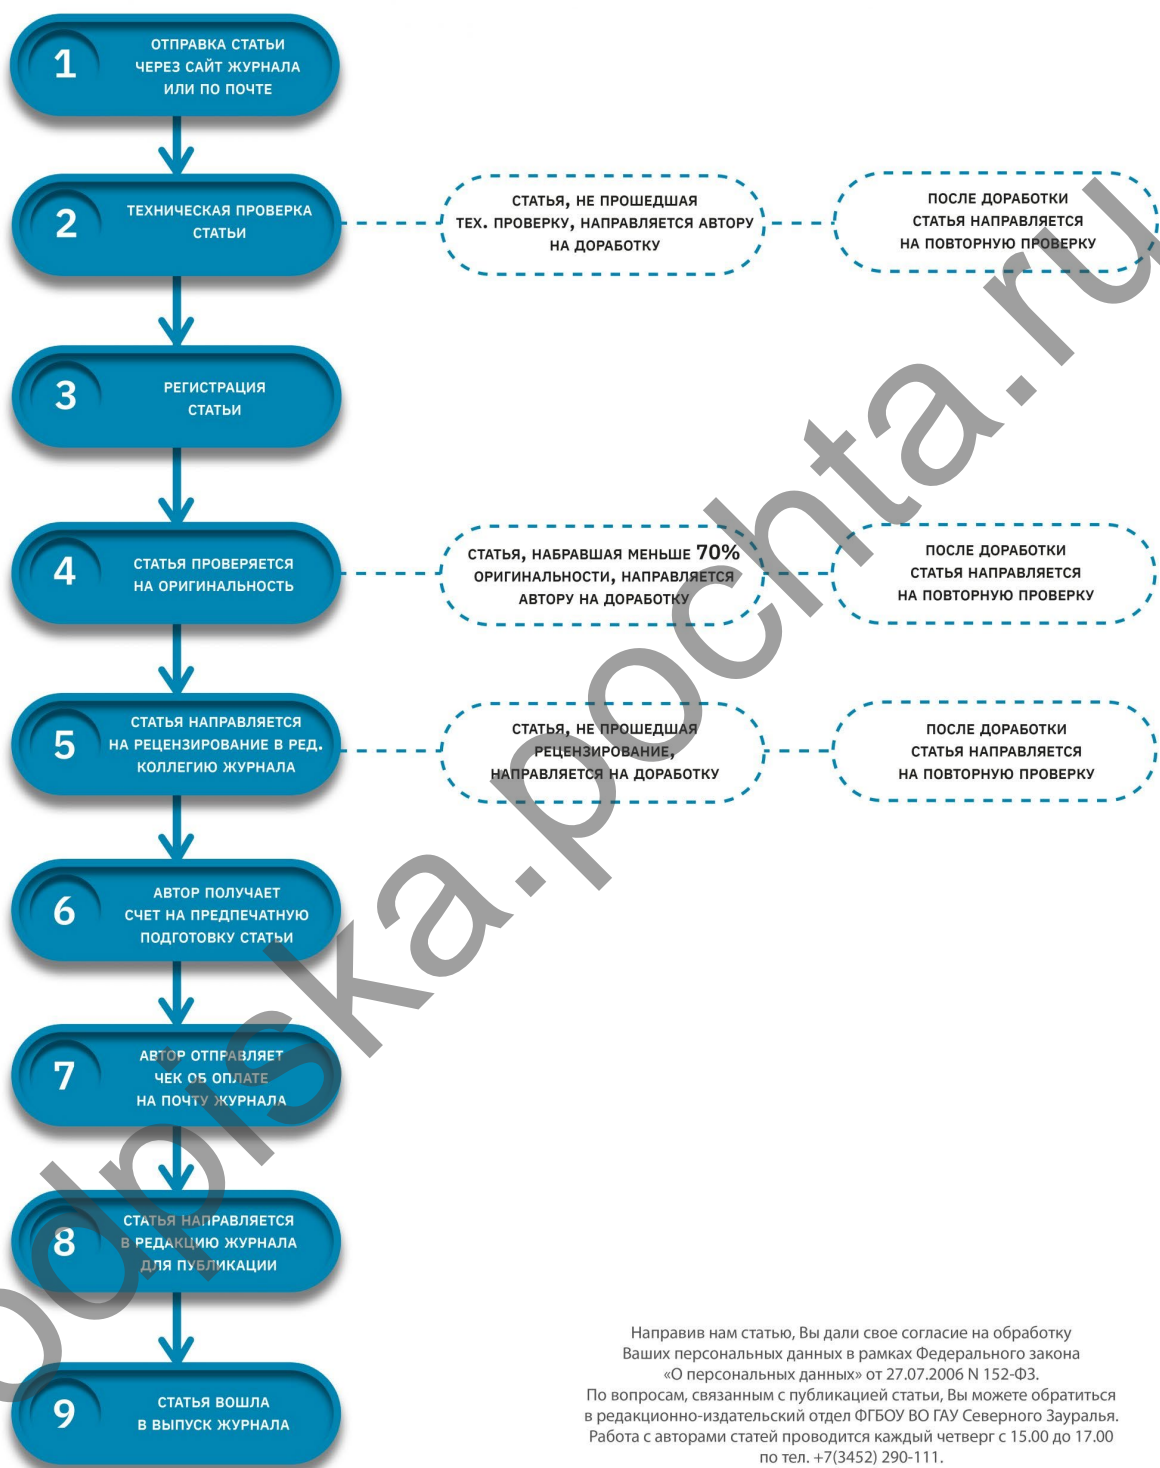 1
ОТПРАВКА СТАТЬИ
ЧЕРЕЗ САЙТ ЖУРНАЛА
ИЛИ ПО ПОЧТЕ
2
ТЕХНИЧЕСКАЯ ПРОВЕРКА
СТАТЬИ
СТАТЬЯ, НЕ ПРОШЕДШАЯ
ТЕХ. ПРОВЕРКУ, НАПРАВЛЯЕТСЯ АВТОРУ
НА ДОРАБОТКУ
ПОСЛЕ ДОРАБОТКИ
СТАТЬЯ НАПРАВЛЯЕТСЯ
НА ПОВТОРНУЮ ПРОВЕРКУ
3
РЕГИСТРАЦИЯ
СТАТЬИ
4
СТАТЬЯ ПРОВЕРЯЕТСЯ
НА ОРИГИНАЛЬНОСТЬ
СТАТЬЯ, НАБРАВШАЯ МЕНЬШЕ 70%
ОРИГИНАЛЬНОСТИ, НАПРАВЛЯЕТСЯ
АВТОРУ НА ДОРАБОТКУ
ПОСЛЕ ДОРАБОТКИ
СТАТЬЯ НАПРАВЛЯЕТСЯ
НА ПОВТОРНУЮ ПРОВЕРКУ
5
СТАТЬЯ НАПРАВЛЯЕТСЯ
НА РЕЦЕНЗИРОВАНИЕ В РЕД.
КОЛЛЕГИЮ ЖУРНАЛА
СТАТЬЯ, НЕ ПРОШЕДШАЯ
РЕЦЕНЗИРОВАНИЕ,
НАПРАВЛЯЕТСЯ НА ДОРАБОТКУ
ПОСЛЕ ДОРАБОТКИ
СТАТЬЯ НАПРАВЛЯЕТСЯ
НА ПОВТОРНУЮ ПРОВЕРКУ
6
АВТОР ПОЛУЧАЕТ
СЧЕТ НА ПРЕДПЕЧАТНУЮ
ПОДГОТОВКУ СТАТЬИ
7
АВТОР ОТПРАВЛЯЕТ
ЧЕК ОБ ОПЛАТЕ
НА ПОЧТУ ЖУРНАЛА
8
СТАТЬЯ НАПРАВЛЯЕТСЯ
В РЕДАКЦИЮ ЖУРНАЛА
ДЛЯ ПУБЛИКАЦИИ
9
СТАТЬЯ ВОШЛА
В ВЫПУСК ЖУРНАЛА
Направив нам статью, Вы дали свое согласие на обработку
Ваших персональных данных в рамках Федерального закона
«О персональных данных» от 27.07.2006 N 152-ФЗ.
По вопросам, связанным с публикацией статьи, Вы можете обратиться
в редакционно-издательский отдел ФГБОУ ВО ГАУ Северного Зауралья.
Работа с авторами статей проводится каждый четверг с 15.00 до 17.00
по тел. +7(3452) 290-111.
podpiska.pochta.ru